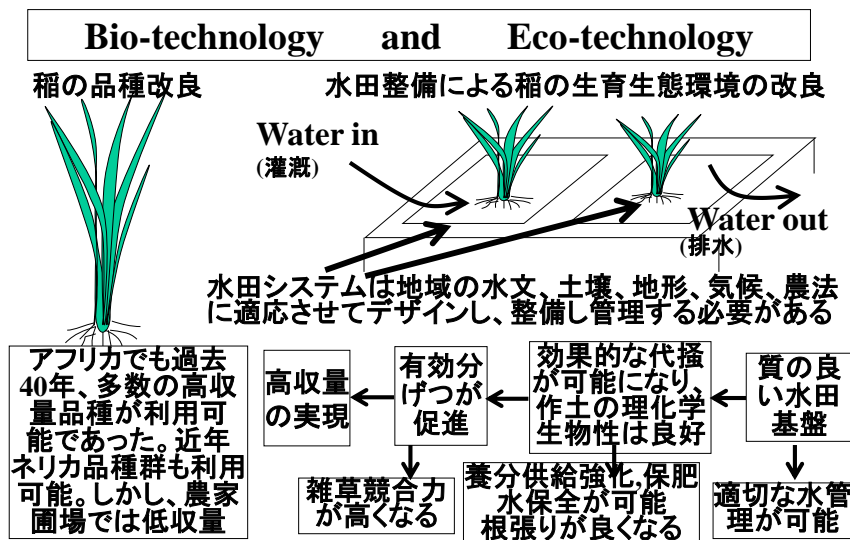 Bio-technology and Eco-technology
稲の品種改良
水田整備による稲の生育生態環境の改良
Water in
(灌漑)
Water out
(排水)
水田システムは地域の水文、土壌、地形、気候、農法
に適応させてデザインし、整備し管理する必要がある
アフリカでも過去
40年、多数の高収
量品種が利用可
能であった。近年
ネリカ品種群も利用
可能。しかし、農家
圃場では低収量
高収量
の実現
有効分
げつが
促進
効果的な代掻
が可能になり、
作土の理化学
生物性は良好
質の良
い水田
基盤
雑草競合力
が高くなる
養分供給強化,保肥
水保全が可能
根張りが良くなる
適切な水管
理が可能